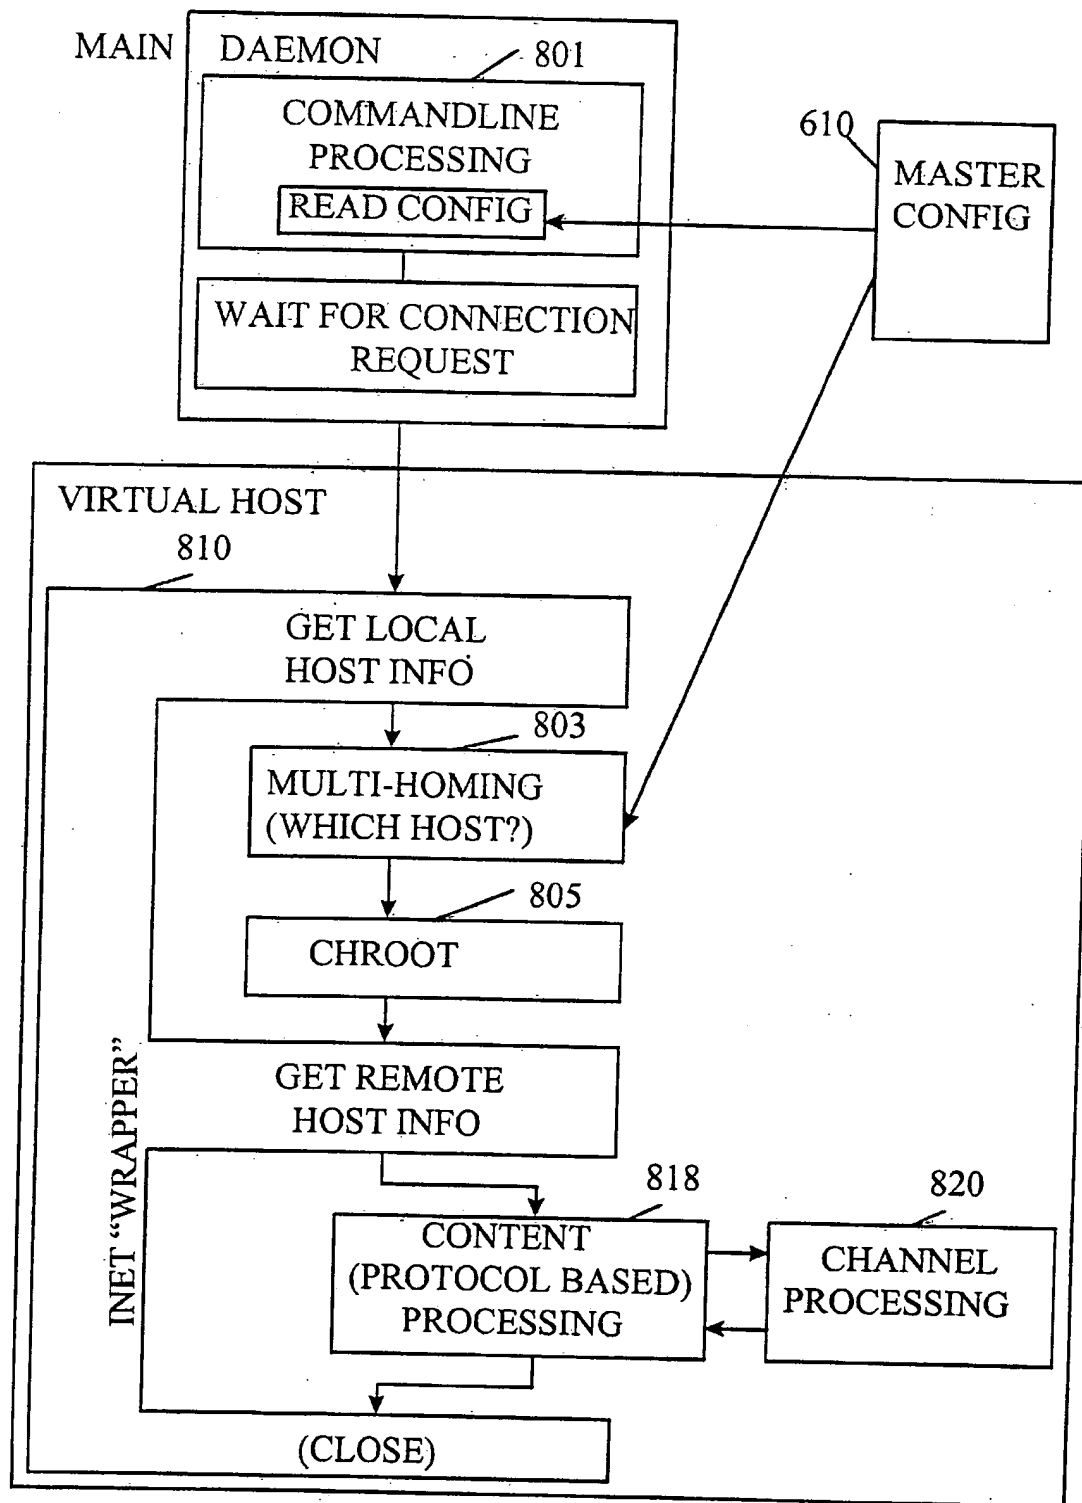 MAIN DAEMON
801
COMMANDLINE
PROCESSING
READ CONFIG
610
MASTER
CONFIG
WAIT FOR CONNECTION
REQUEST
VIRTUAL HOST
810
GET LOCAL
HOST INFO
803
MULTI-HOMING
(WHICH HOST?)
805
CHROOT
GET REMOTE
HOST INFO
INET “WRAPPER”
818
CONTENT
(PROTOCOL BASED)
PROCESSING
820
CHANNEL
PROCESSING
(CLOSE)